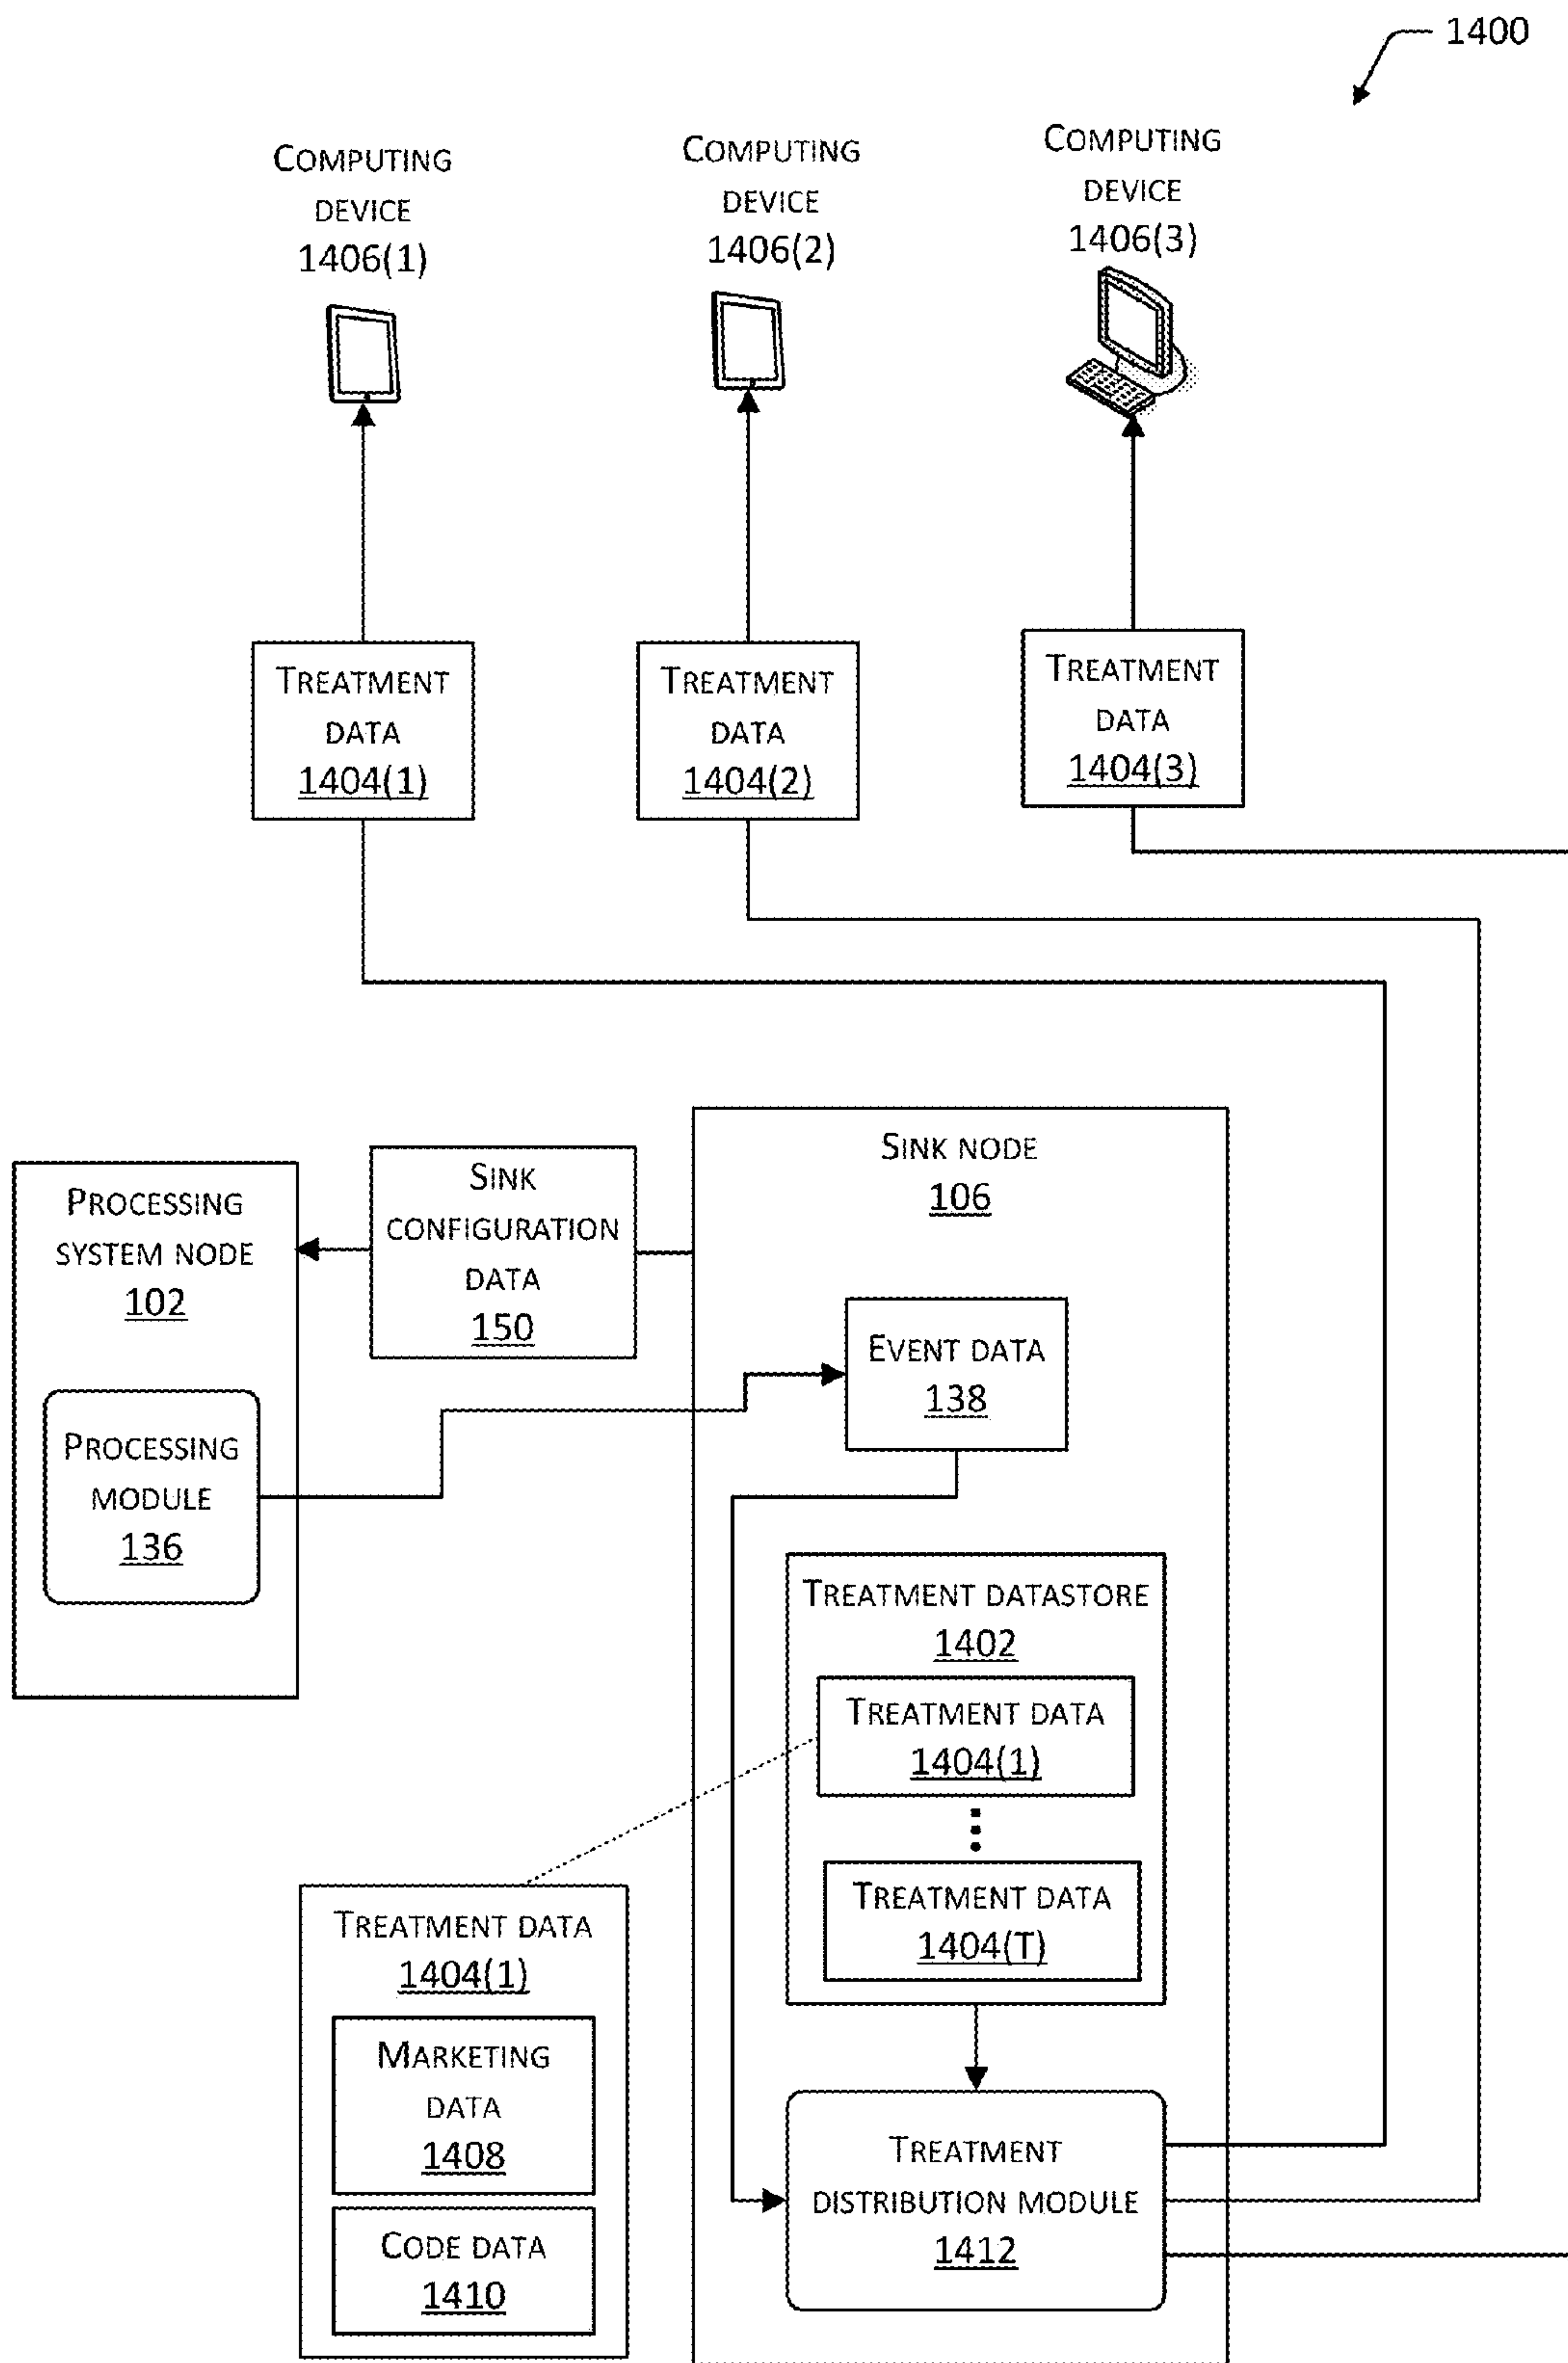 1400
COMPUTING
DEVICE
1406(1)
COMPUTING
DEVICE
1406(2)
COMPUTING
DEVICE
1406(3)
TREATMENT
DATA
1404(1)
TREATMENT
DATA
1404(2)
TREATMENT
DATA
1404(3)
PROCESSING
SYSTEM NODE
102
PROCESSING
MODULE
136
SINK
CONFIGURATION
DATA
150
SINK NODE
106
EVENT DATA
138
TREATMENT DATASTORE
1402
TREATMENT DATA
1404(1)
TREATMENT DATA
1404(T)
TREATMENT DATA
1404(1)
MARKETING
DATA
1408
CODE DATA
1410
TREATMENT
DISTRIBUTION MODULE
1412